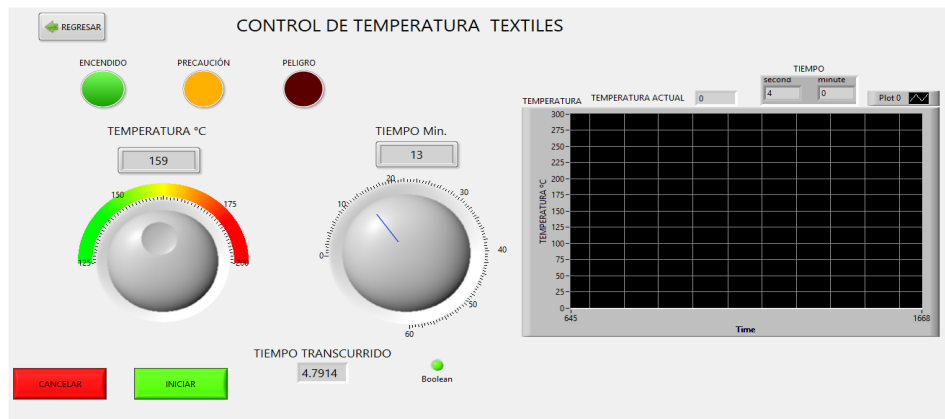 REGRESAR
CONTROL DE TEMPERATURA TEXTILES
ENCENDIDO
PRECAUCIÓN
PELIGRO
TEMPERATURA °C
159
125
150
175
200
TIEMPO Min.
13
0
10
20
30
40
50
60
TIEMPO
second
minute
4
0
TEMPERATURA
TEMPERATURA ACTUAL
0
Plot 0
TEMPERATURA °C
300
275
250
225
200
175
150
125
100
75
50
25
0
645
1668
Time
TIEMPO TRANSCURRIDO
4.7914
Boolean
CANCELAR
INICIAR